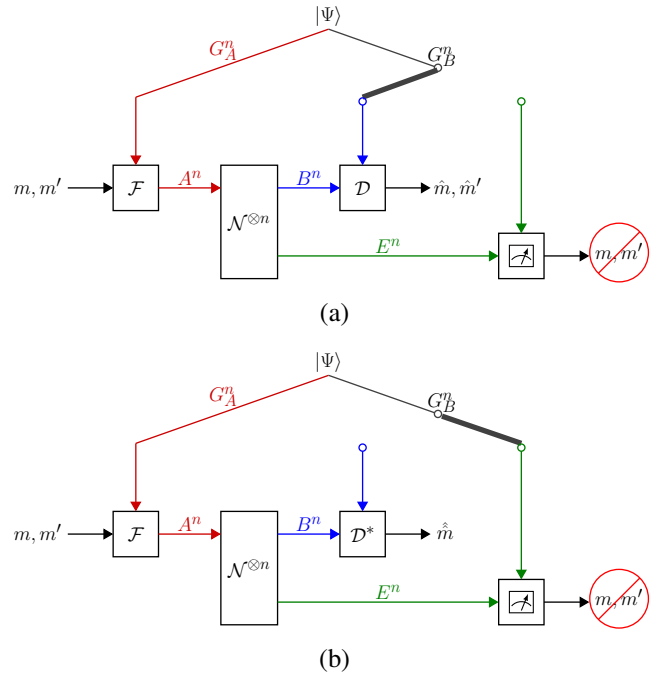 |Ψ⟩
G_A^n G_B^n
m, m′ ℱ A^n 𝒩^{⊗n} B^n 𝒟 m̂, m̂′
E^n m, m′
(a)
|Ψ⟩
G_A^n G_B^n
m, m′ ℱ A^n 𝒩^{⊗n} B^n 𝒟* m̂̂
E^n m, m′
(b)